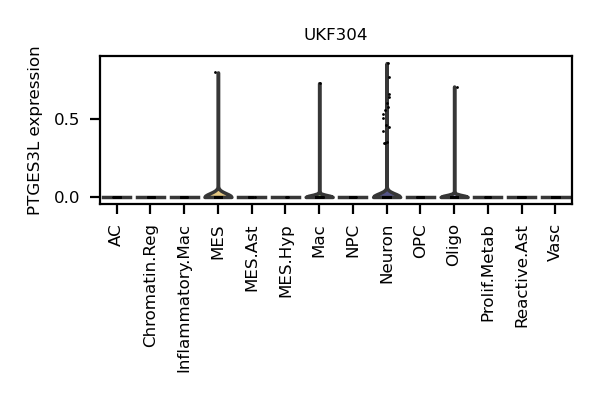 UKF304
PTGES3L expression
0.5
0.0
AC
Chromatin.Reg
Inflammatory.Mac
MES
MES.Ast
MES.Hyp
Mac
NPC
Neuron
OPC
Oligo
Prolif.Metab
Reactive.Ast
Vasc